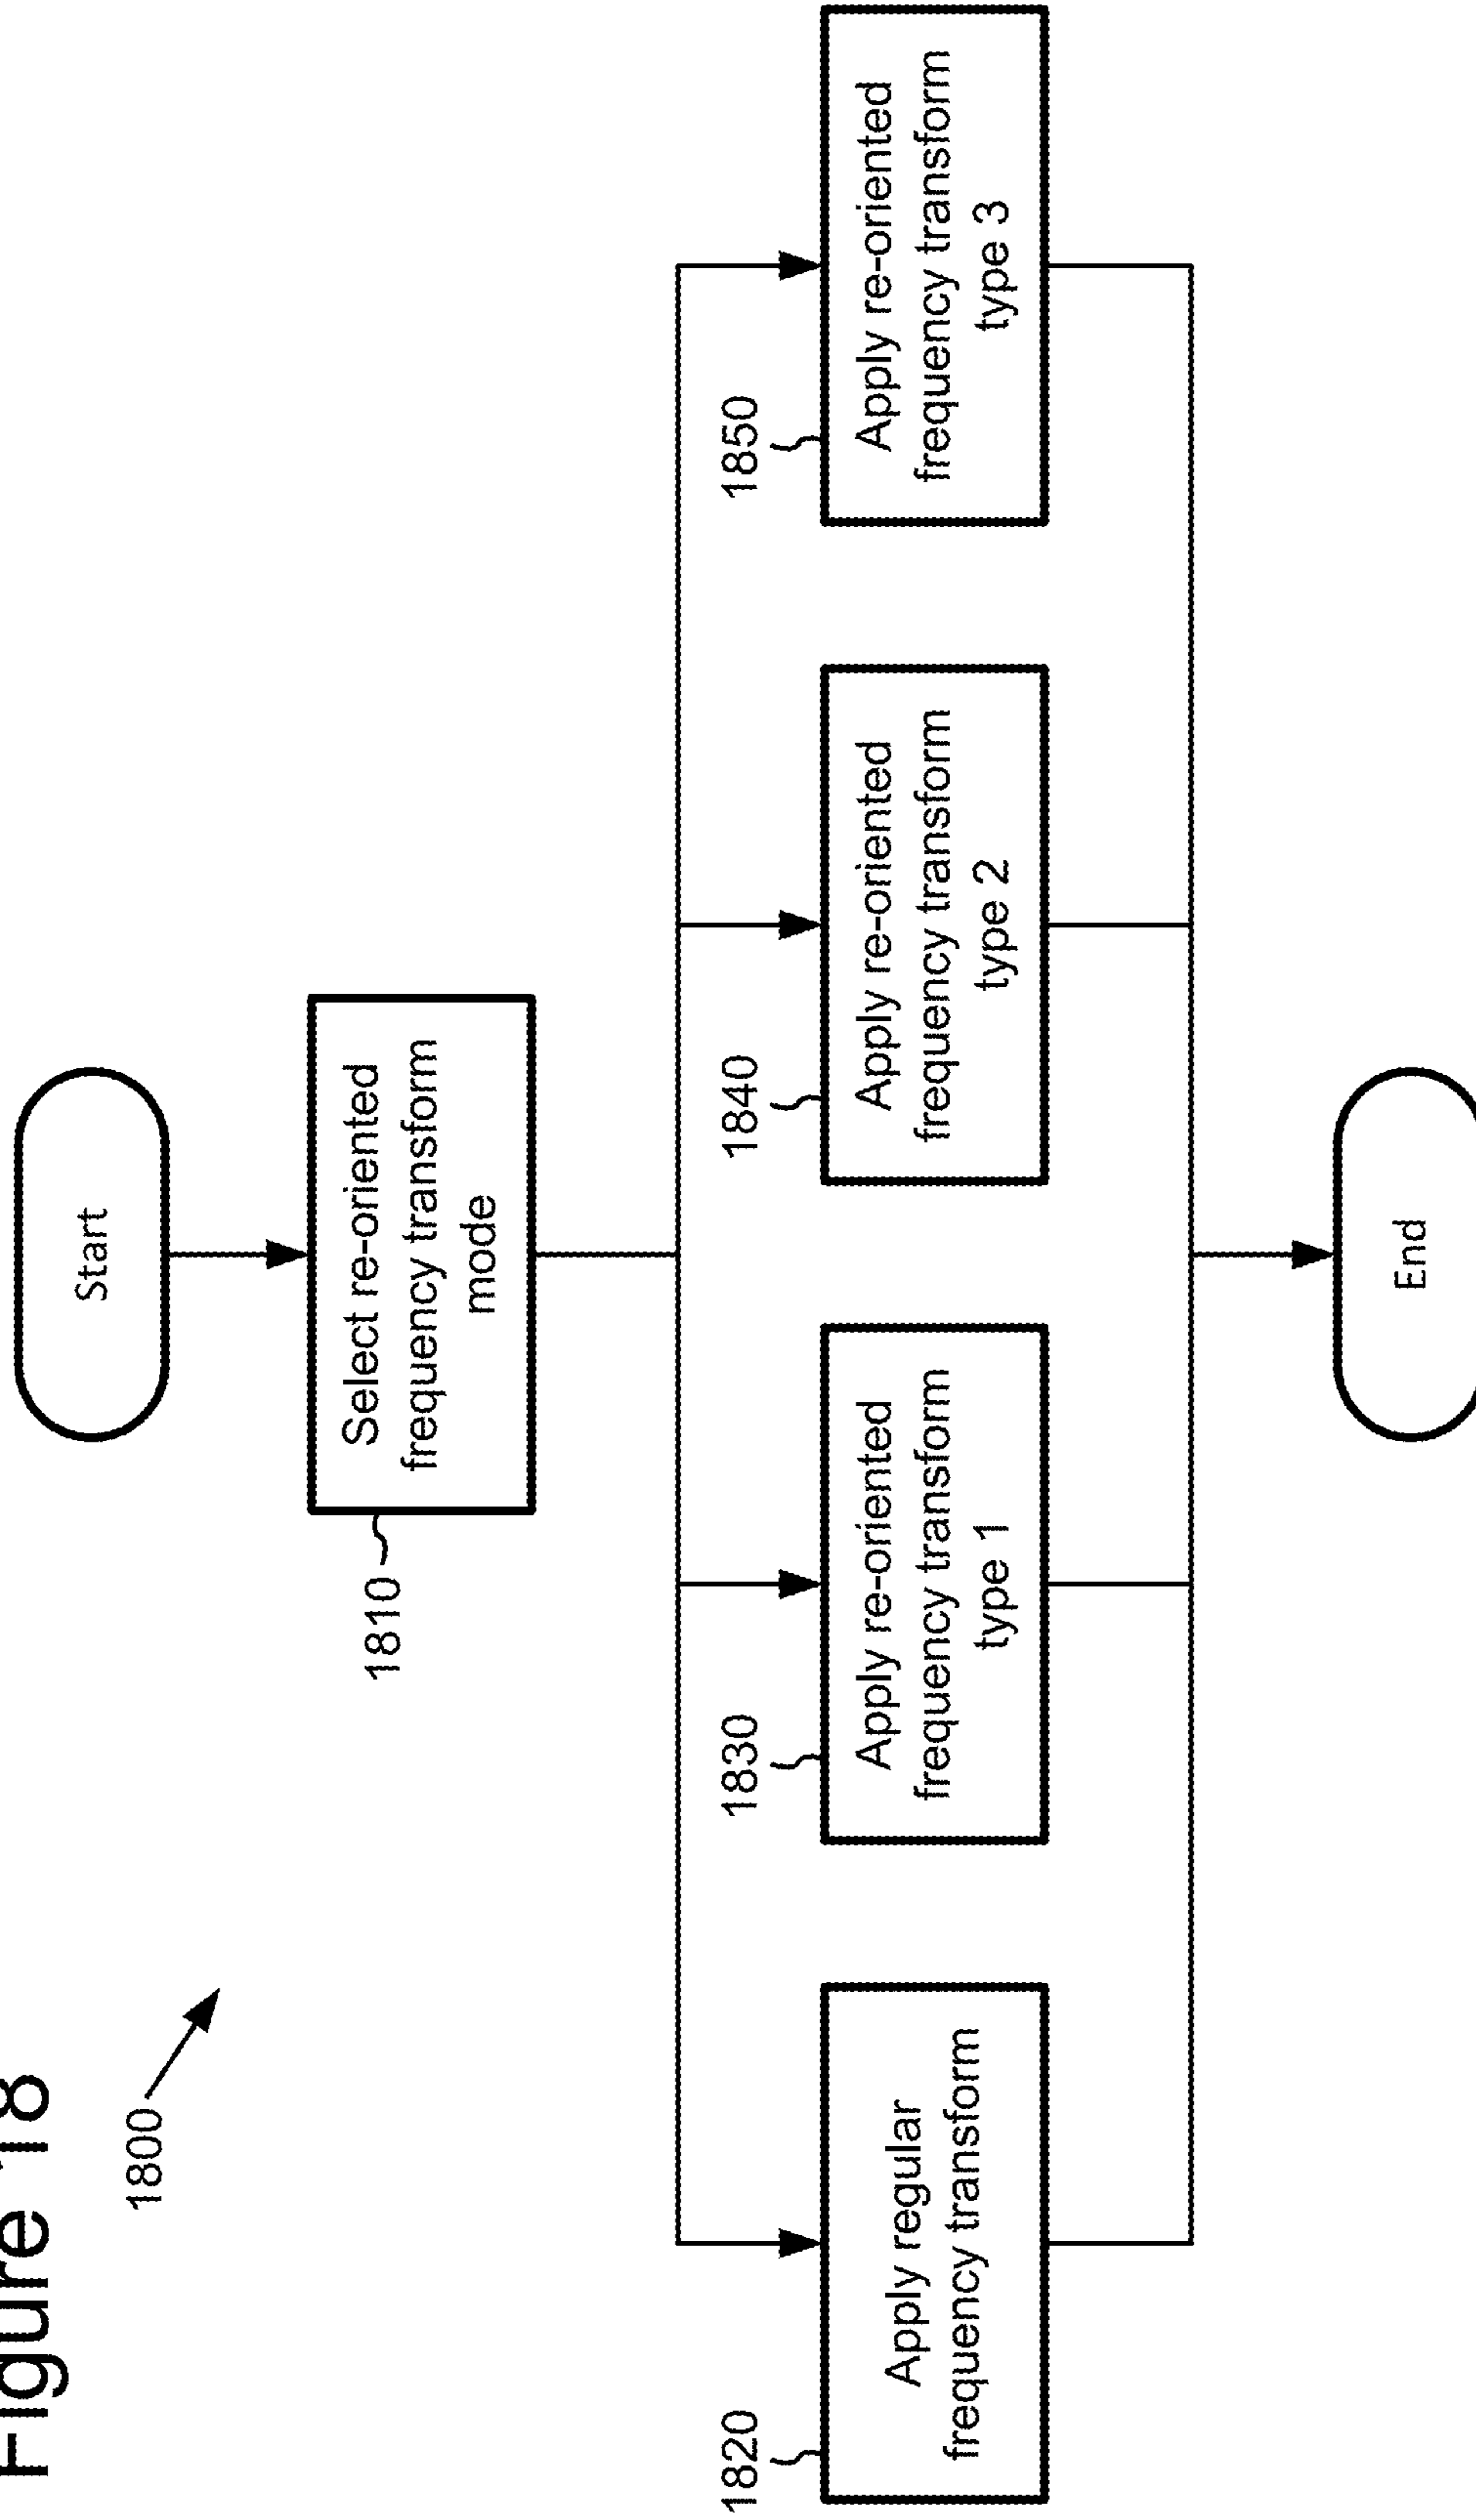 Figure 18
1800
Start
1810
Select re-oriented
frequency transform
mode
1820
Apply regular
frequency transform
1830
Apply re-oriented
frequency transform
type 1
1840
Apply re-oriented
frequency transform
type 2
1850
Apply re-oriented
frequency transform
type 3
End